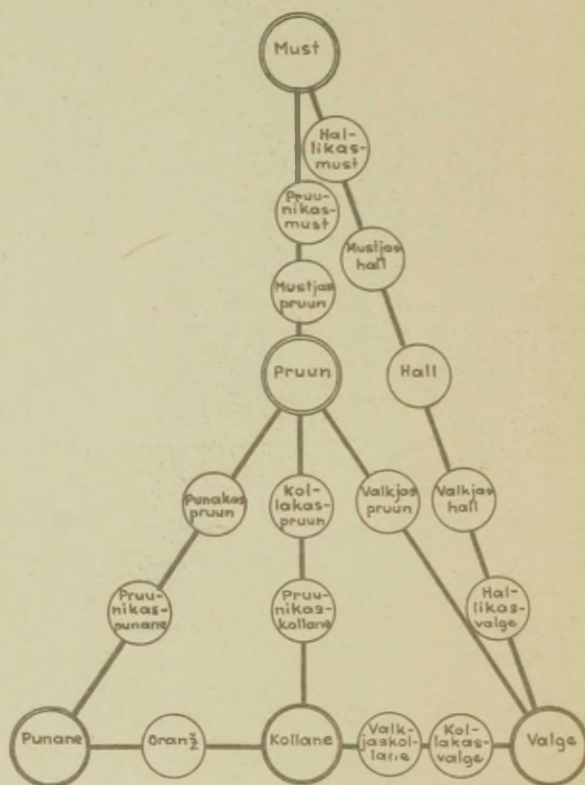 Must
Hal-
likas-
must
Pruu-
nikas-
must
Mustjas
hall
Mustjas
pruun
Pruun
Hall
Punakas
pruun
Kol-
lakas-
pruun
Valkjas
pruun
Valkjas
hall
Pruu-
nikas-
punane
Pruu-
nikas-
kollane
Hal-
likas-
valge
Punane
Oranž
Kollane
Valk-
jaskol-
lane
Kol-
lakas-
valge
Valge